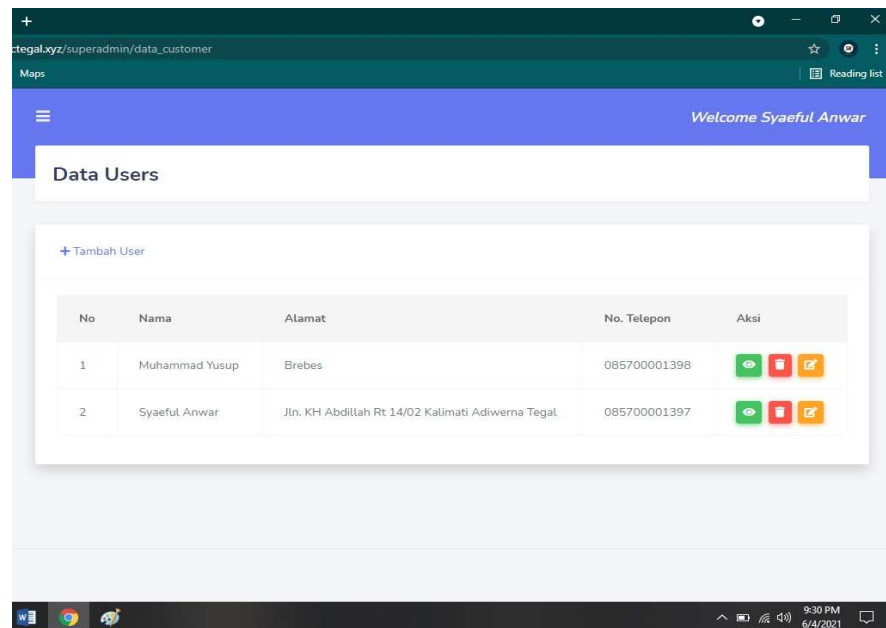 ctegal.xyz/superadmin/data_customer
Maps
Reading list
Welcome Syaeful Anwar
Data Users
+ Tambah User
No Nama Alamat No. Telepon Aksi
1 Muhammad Yusup Brebes 085700001398
2 Syaeful Anwar Jln. KH Abdillah Rt 14/02 Kalimati Adiwerna Tegal 085700001397
9:30 PM
6/4/2021